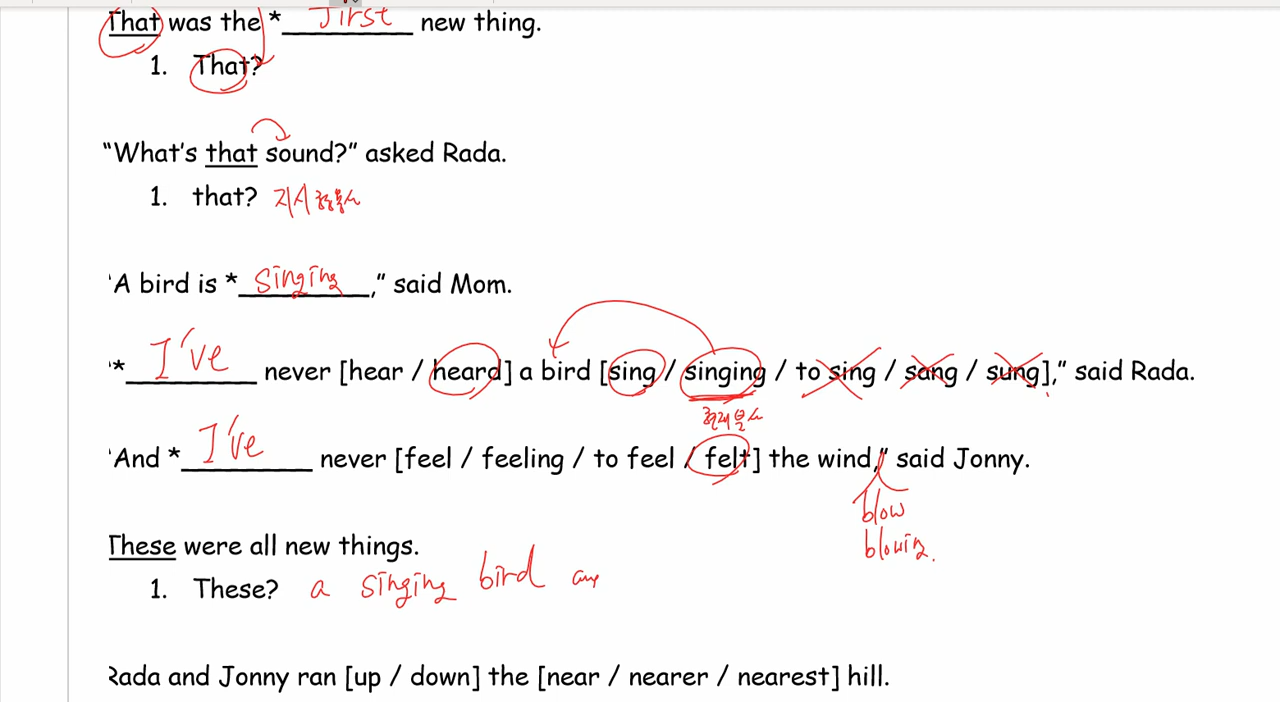 That was the * first new thing.
1. That?
“What's that sound?” asked Rada.
1. that? 지시형용사
‘A bird is * singing,” said Mom.
‘* I've never [hear / heard] a bird [sing / singing / to sing / sang / sung],” said Rada.
현재분사
‘And * I've never [feel / feeling / to feel / felt] the wind,” said Jonny.
blow
blowing.
These were all new things.
1. These? a singing bird
Rada and Jonny ran [up / down] the [near / nearer / nearest] hill.